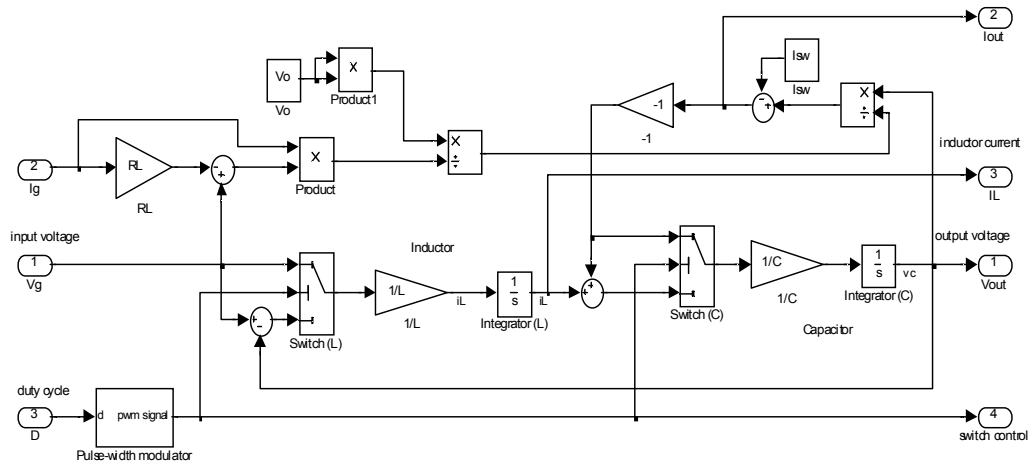 2
Iout
Isw
Isw
Vo
Vo
X
Product1
-1
-1
- +
X
÷
X
÷
inductor current
2
Ig
RL
RL
- +
X
Product
3
IL
input voltage
1
Vg
Inductor
output voltage
Switch (L)
1/L
1/L
iL
1
s
Integrator (L)
iL
+ +
Switch (C)
1/C
1/C
1
s
Integrator (C)
vc
1
Vout
+ -
Capacitor
duty cycle
3
D
d pwm signal
Pulse-width modulator
4
switch control